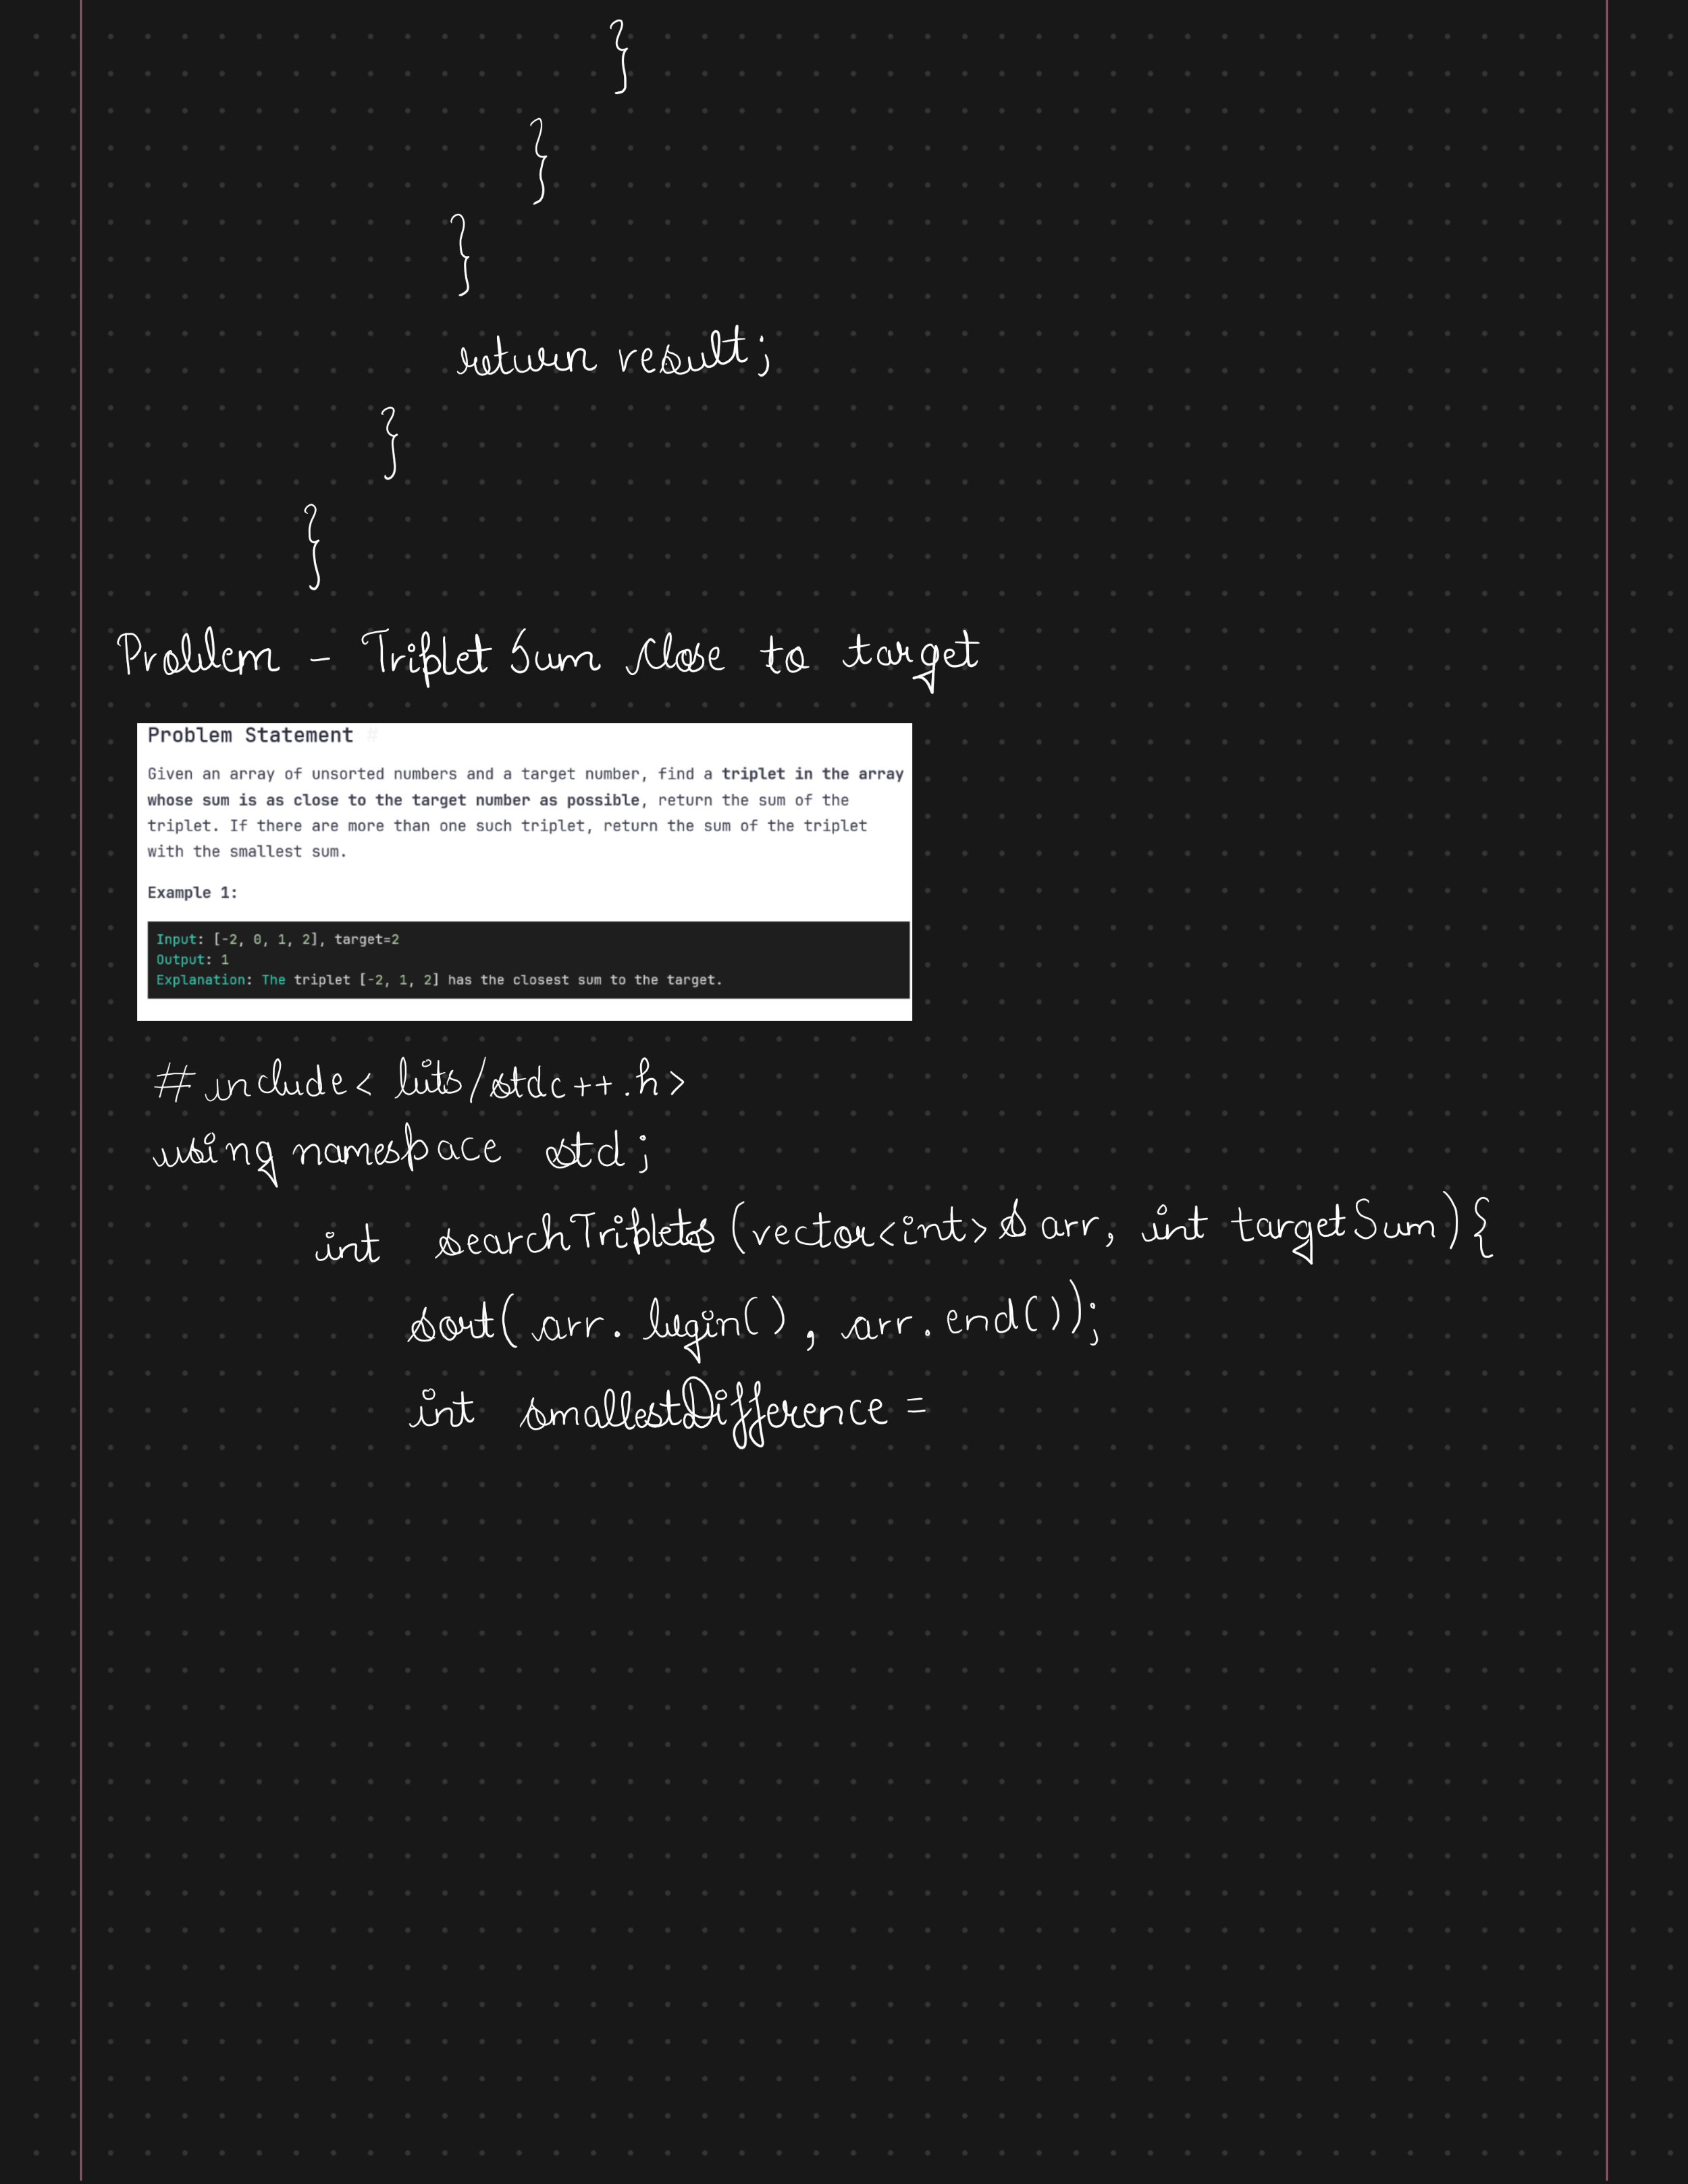 }
}
}
return result;
}
}
Problem - Triplet Sum Close to target
Problem Statement #
Given an array of unsorted numbers and a target number, find a triplet in the array
whose sum is as close to the target number as possible, return the sum of the
triplet. If there are more than one such triplet, return the sum of the triplet
with the smallest sum.
Example 1:
Input: [-2, 0, 1, 2], target=2
Output: 1
Explanation: The triplet [-2, 1, 2] has the closest sum to the target.
#include< bits/stdc++.h>
using namespace std;
int searchTriplets (vector<int>& arr, int targetSum){
sort( arr. begin() , arr. end());
int smallestDifference =